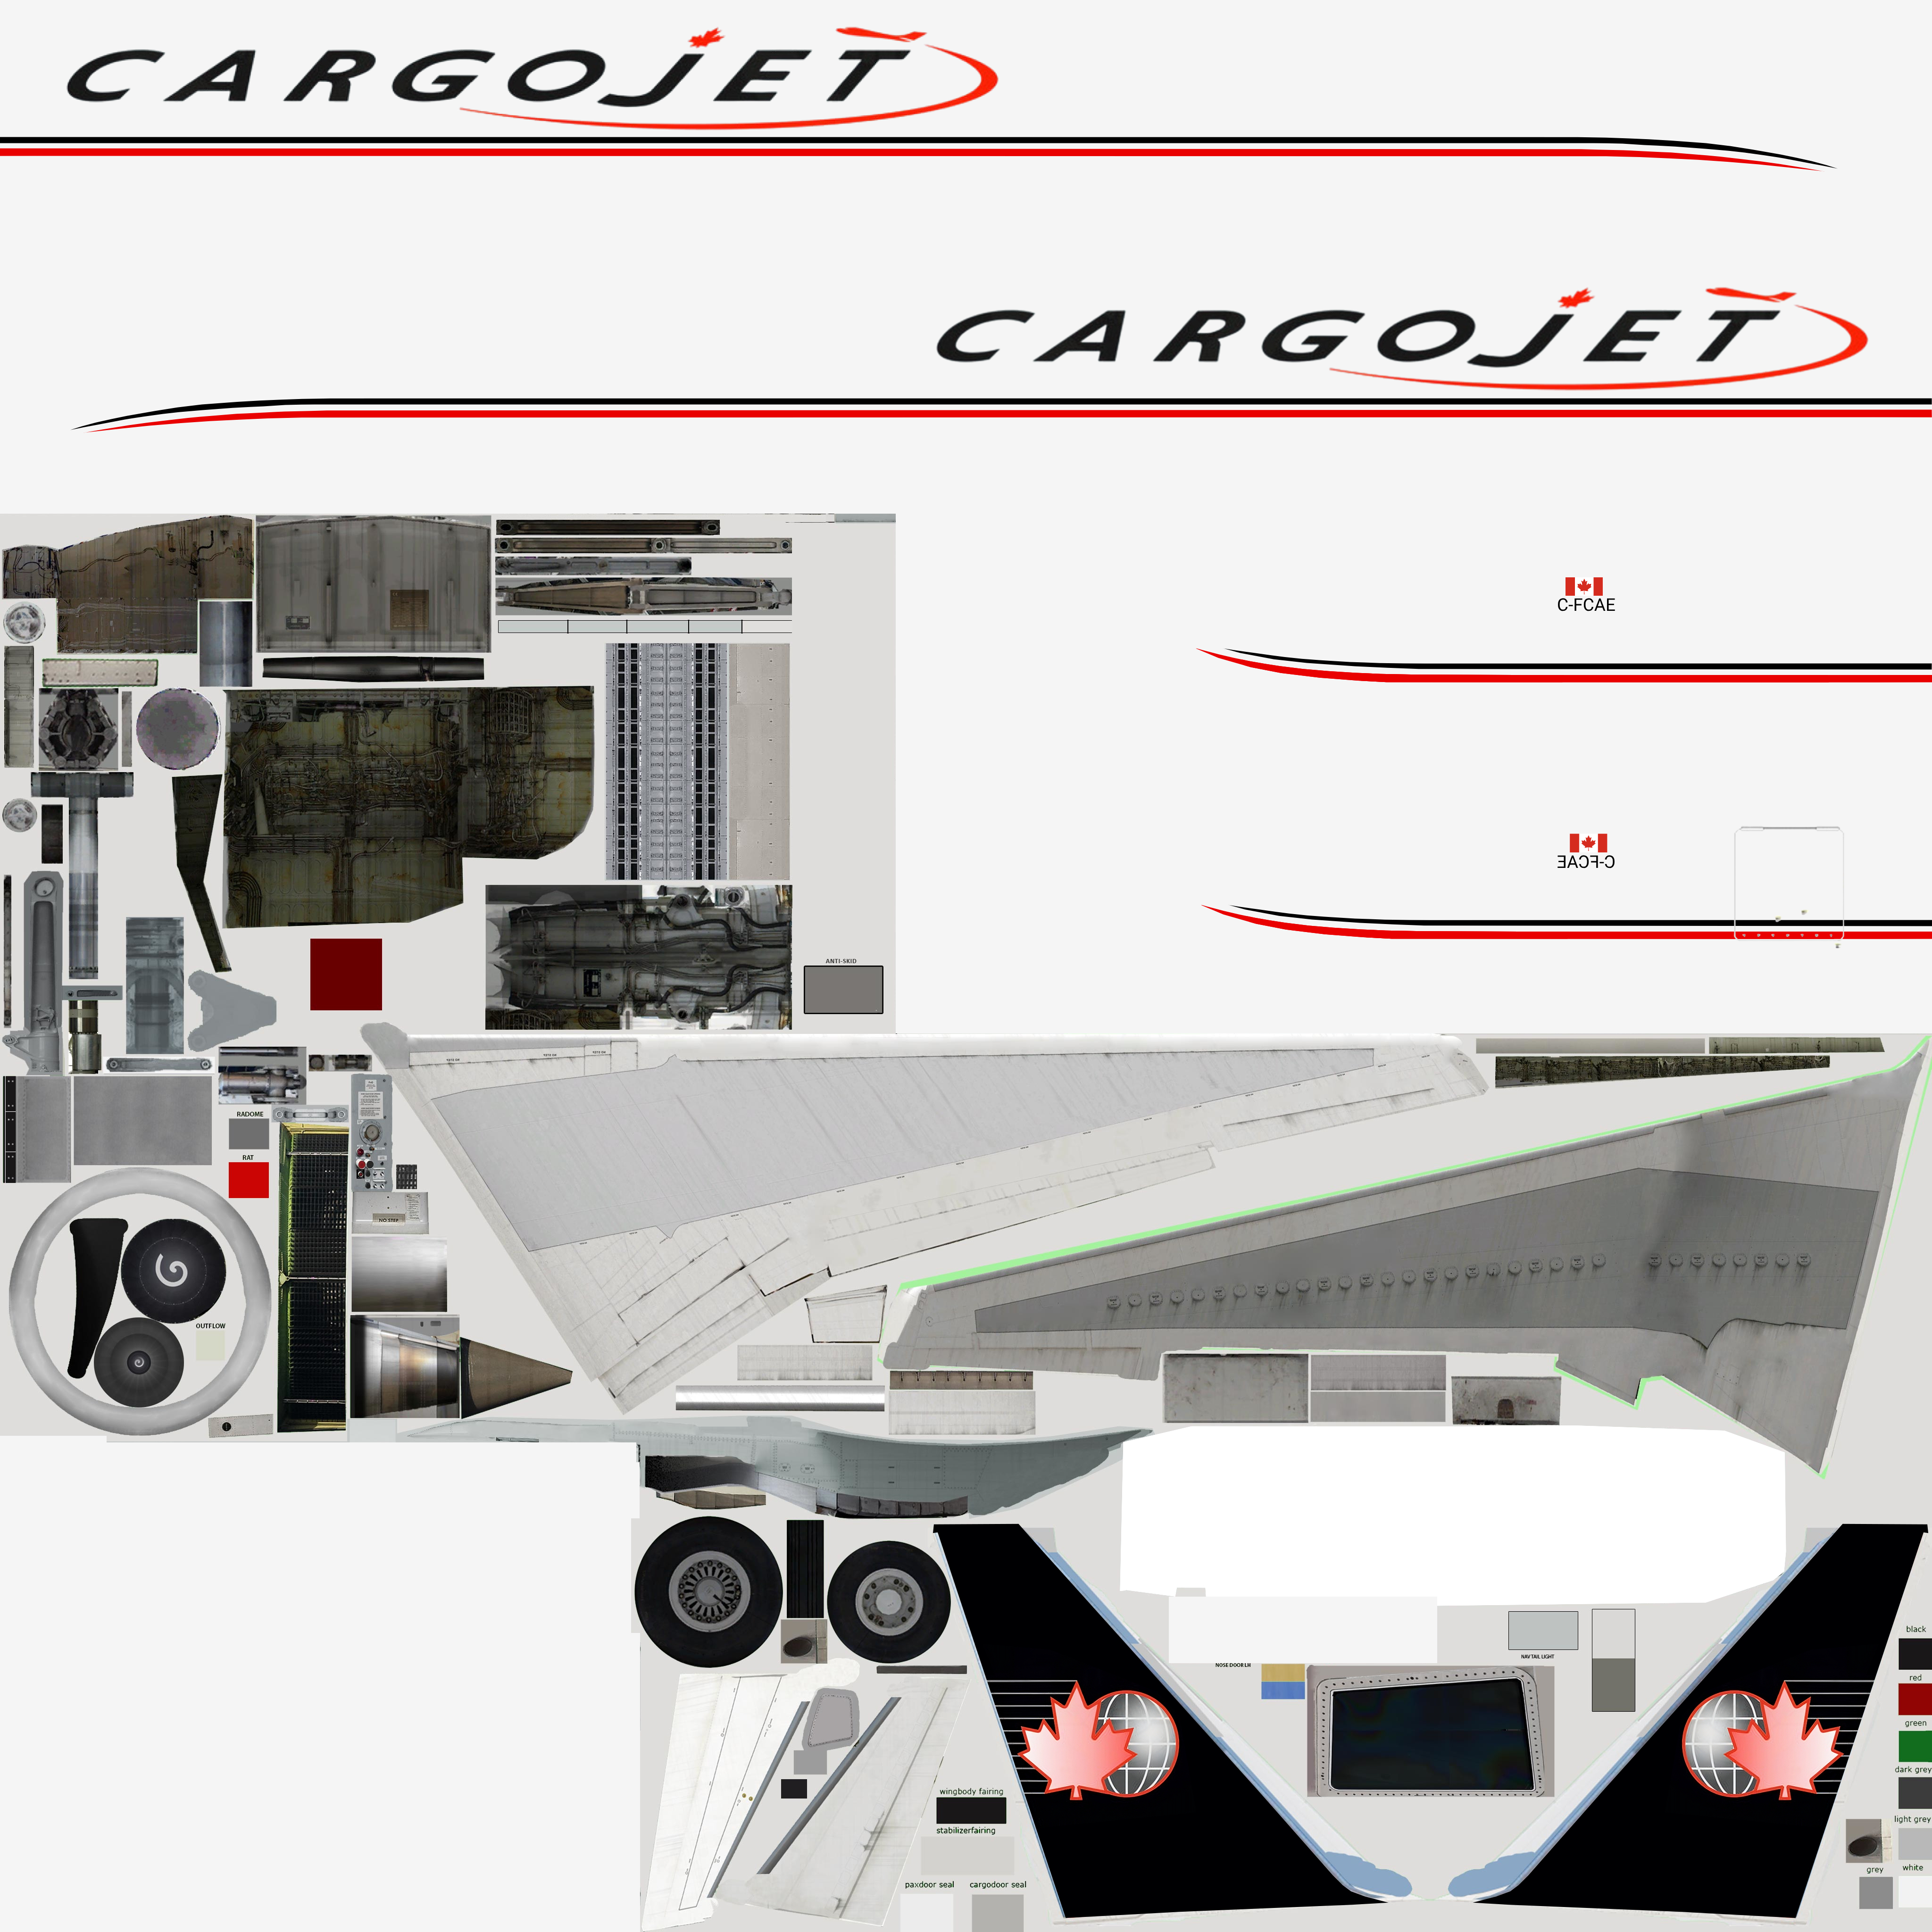 CARGOJET
CARGOJET
C-FCAE
C-FCAE
ANTI-SKID
RADOME
RAT
NO STEP
OUTFLOW
NOSE DOOR LH
NAV TAIL LIGHT
black
red
green
dark grey
light grey
grey
white
wingbody fairing
stabilizerfairing
paxdoor seal
cargodoor seal